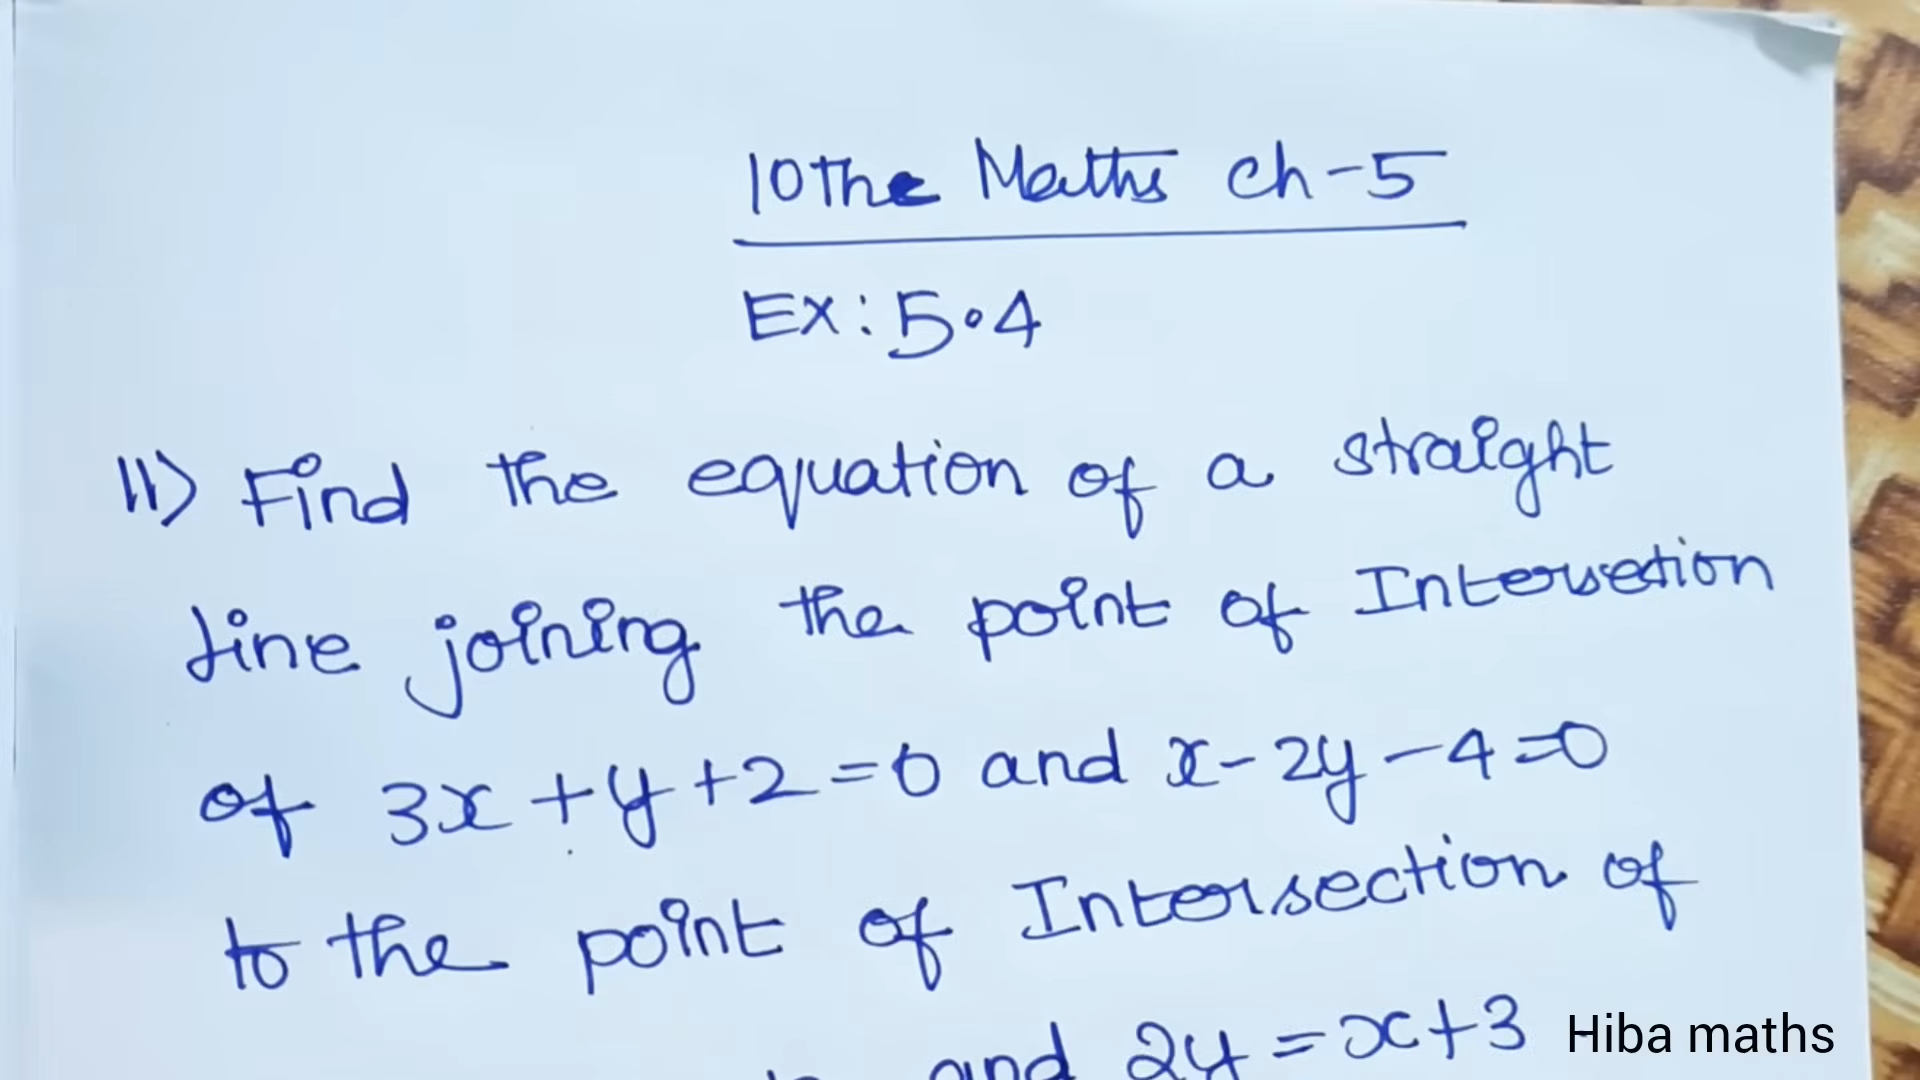 10the Maths ch-5
Ex: 5.4
11) Find the equation of a straight
line joining the point of Intersection
of 3x + y + 2 = 0 and x - 2y - 4 = 0
to the point of Intersection of
and 2y = x + 3
Hiba maths